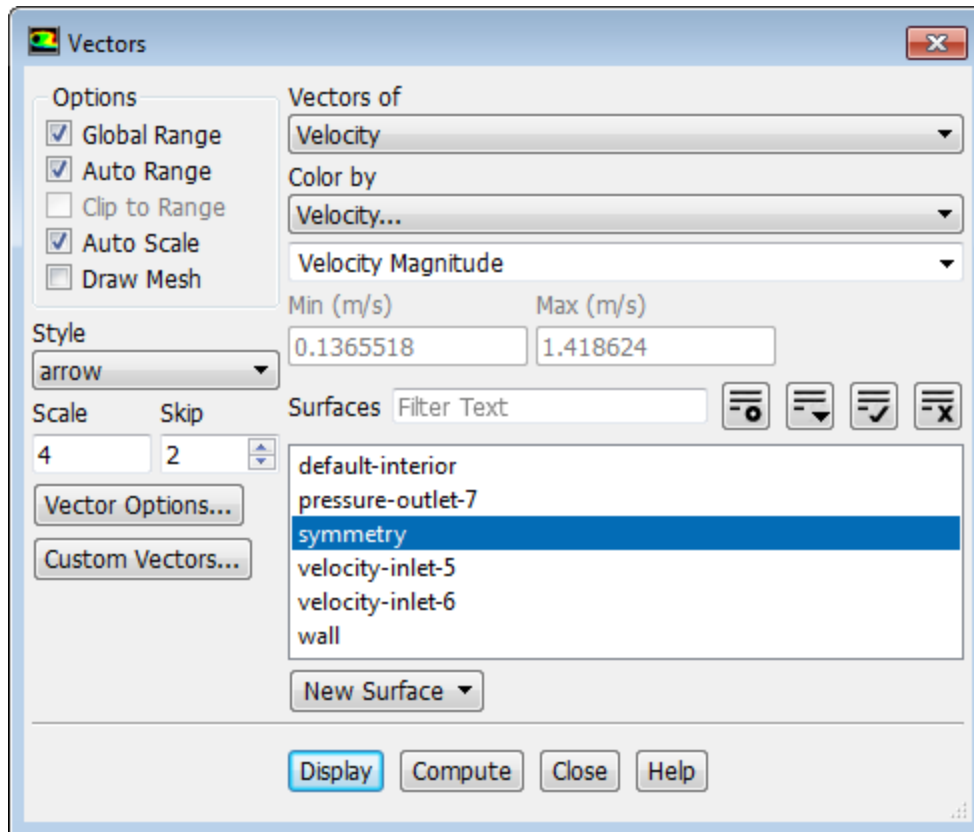 Vectors
Options
Global Range
Auto Range
Clip to Range
Auto Scale
Draw Mesh
Style
arrow
Scale Skip
4 2
Vector Options...
Custom Vectors...
Vectors of
Velocity
Color by
Velocity...
Velocity Magnitude
Min (m/s) Max (m/s)
0.1365518 1.418624
Surfaces Filter Text
default-interior
pressure-outlet-7
symmetry
velocity-inlet-5
velocity-inlet-6
wall
New Surface
Display Compute Close Help